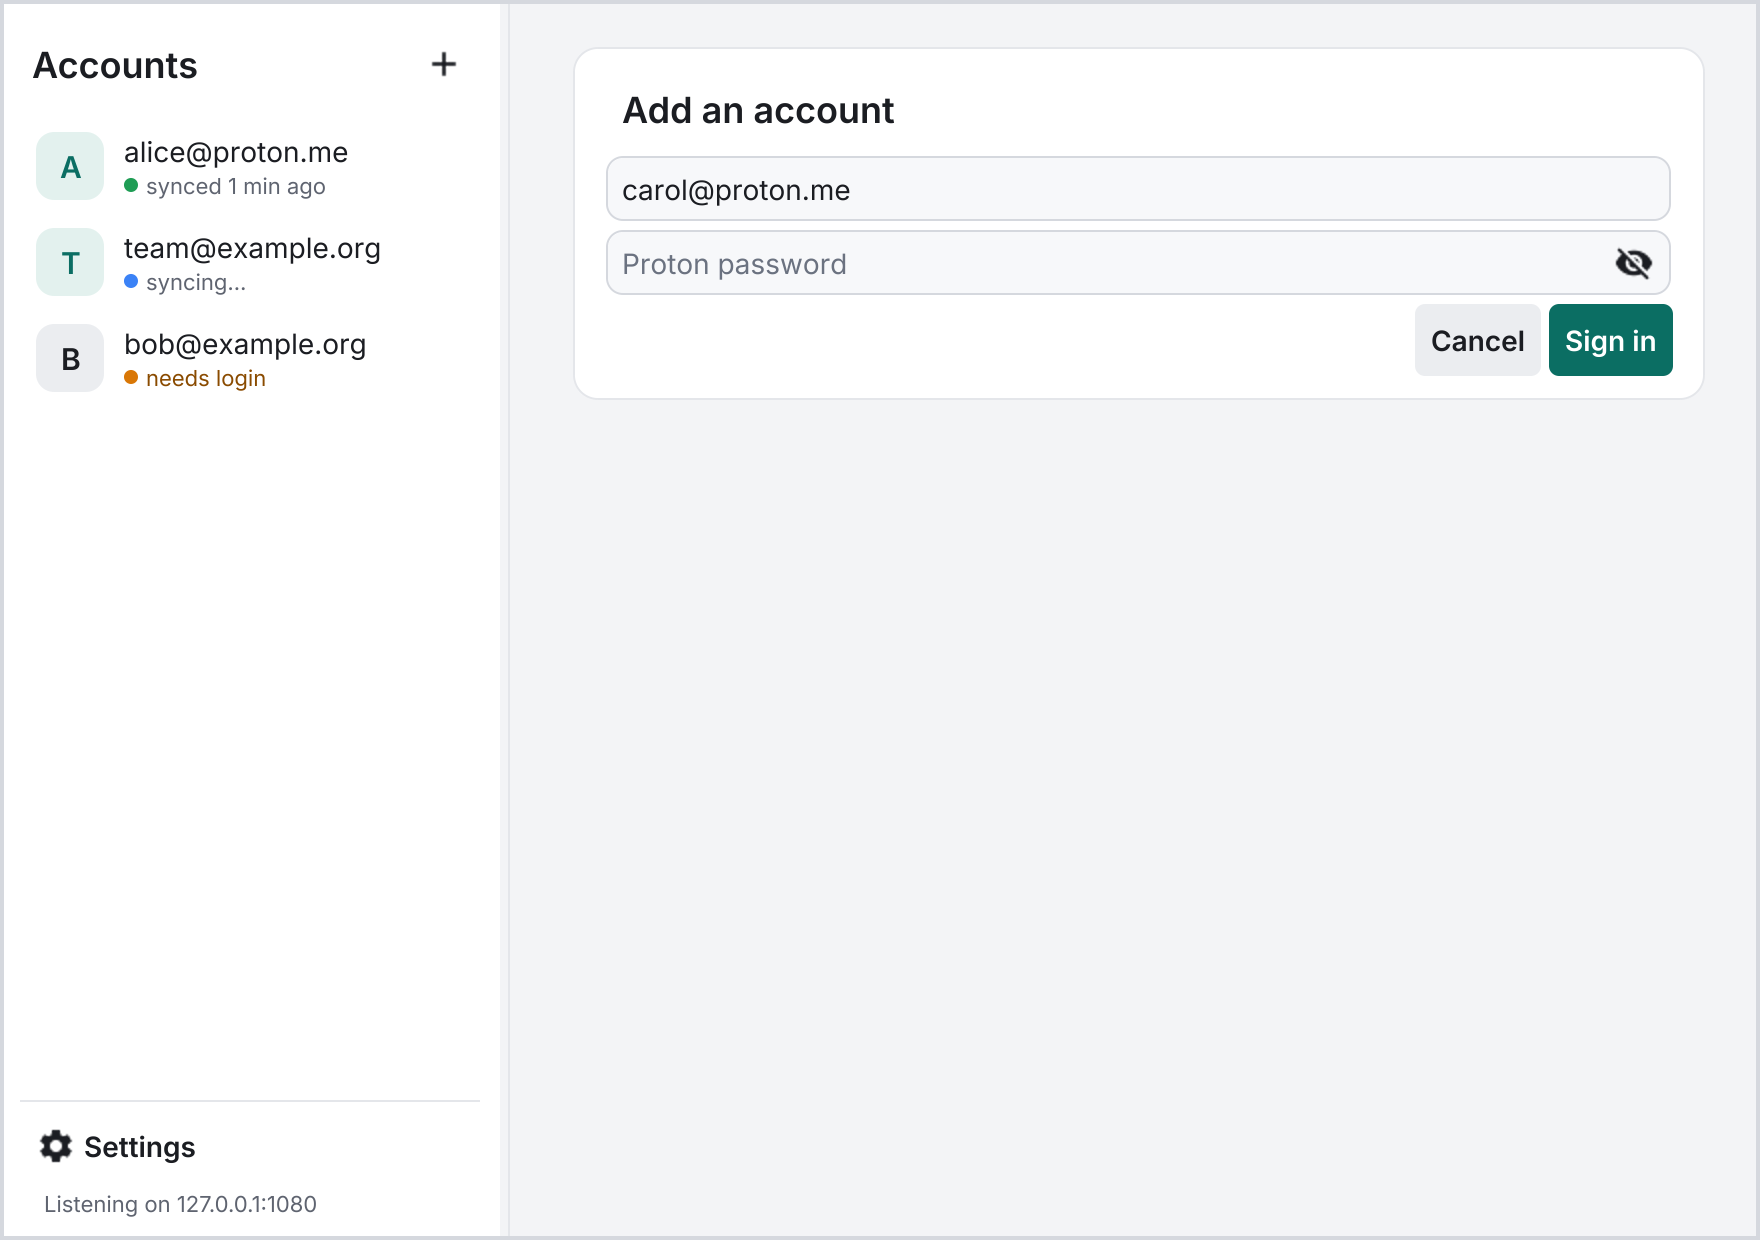 Accounts
A
alice@proton.me
synced 1 min ago
T
team@example.org
syncing...
B
bob@example.org
needs login
Settings
Listening on 127.0.0.1:1080
Add an account
carol@proton.me
Proton password
Cancel
Sign in